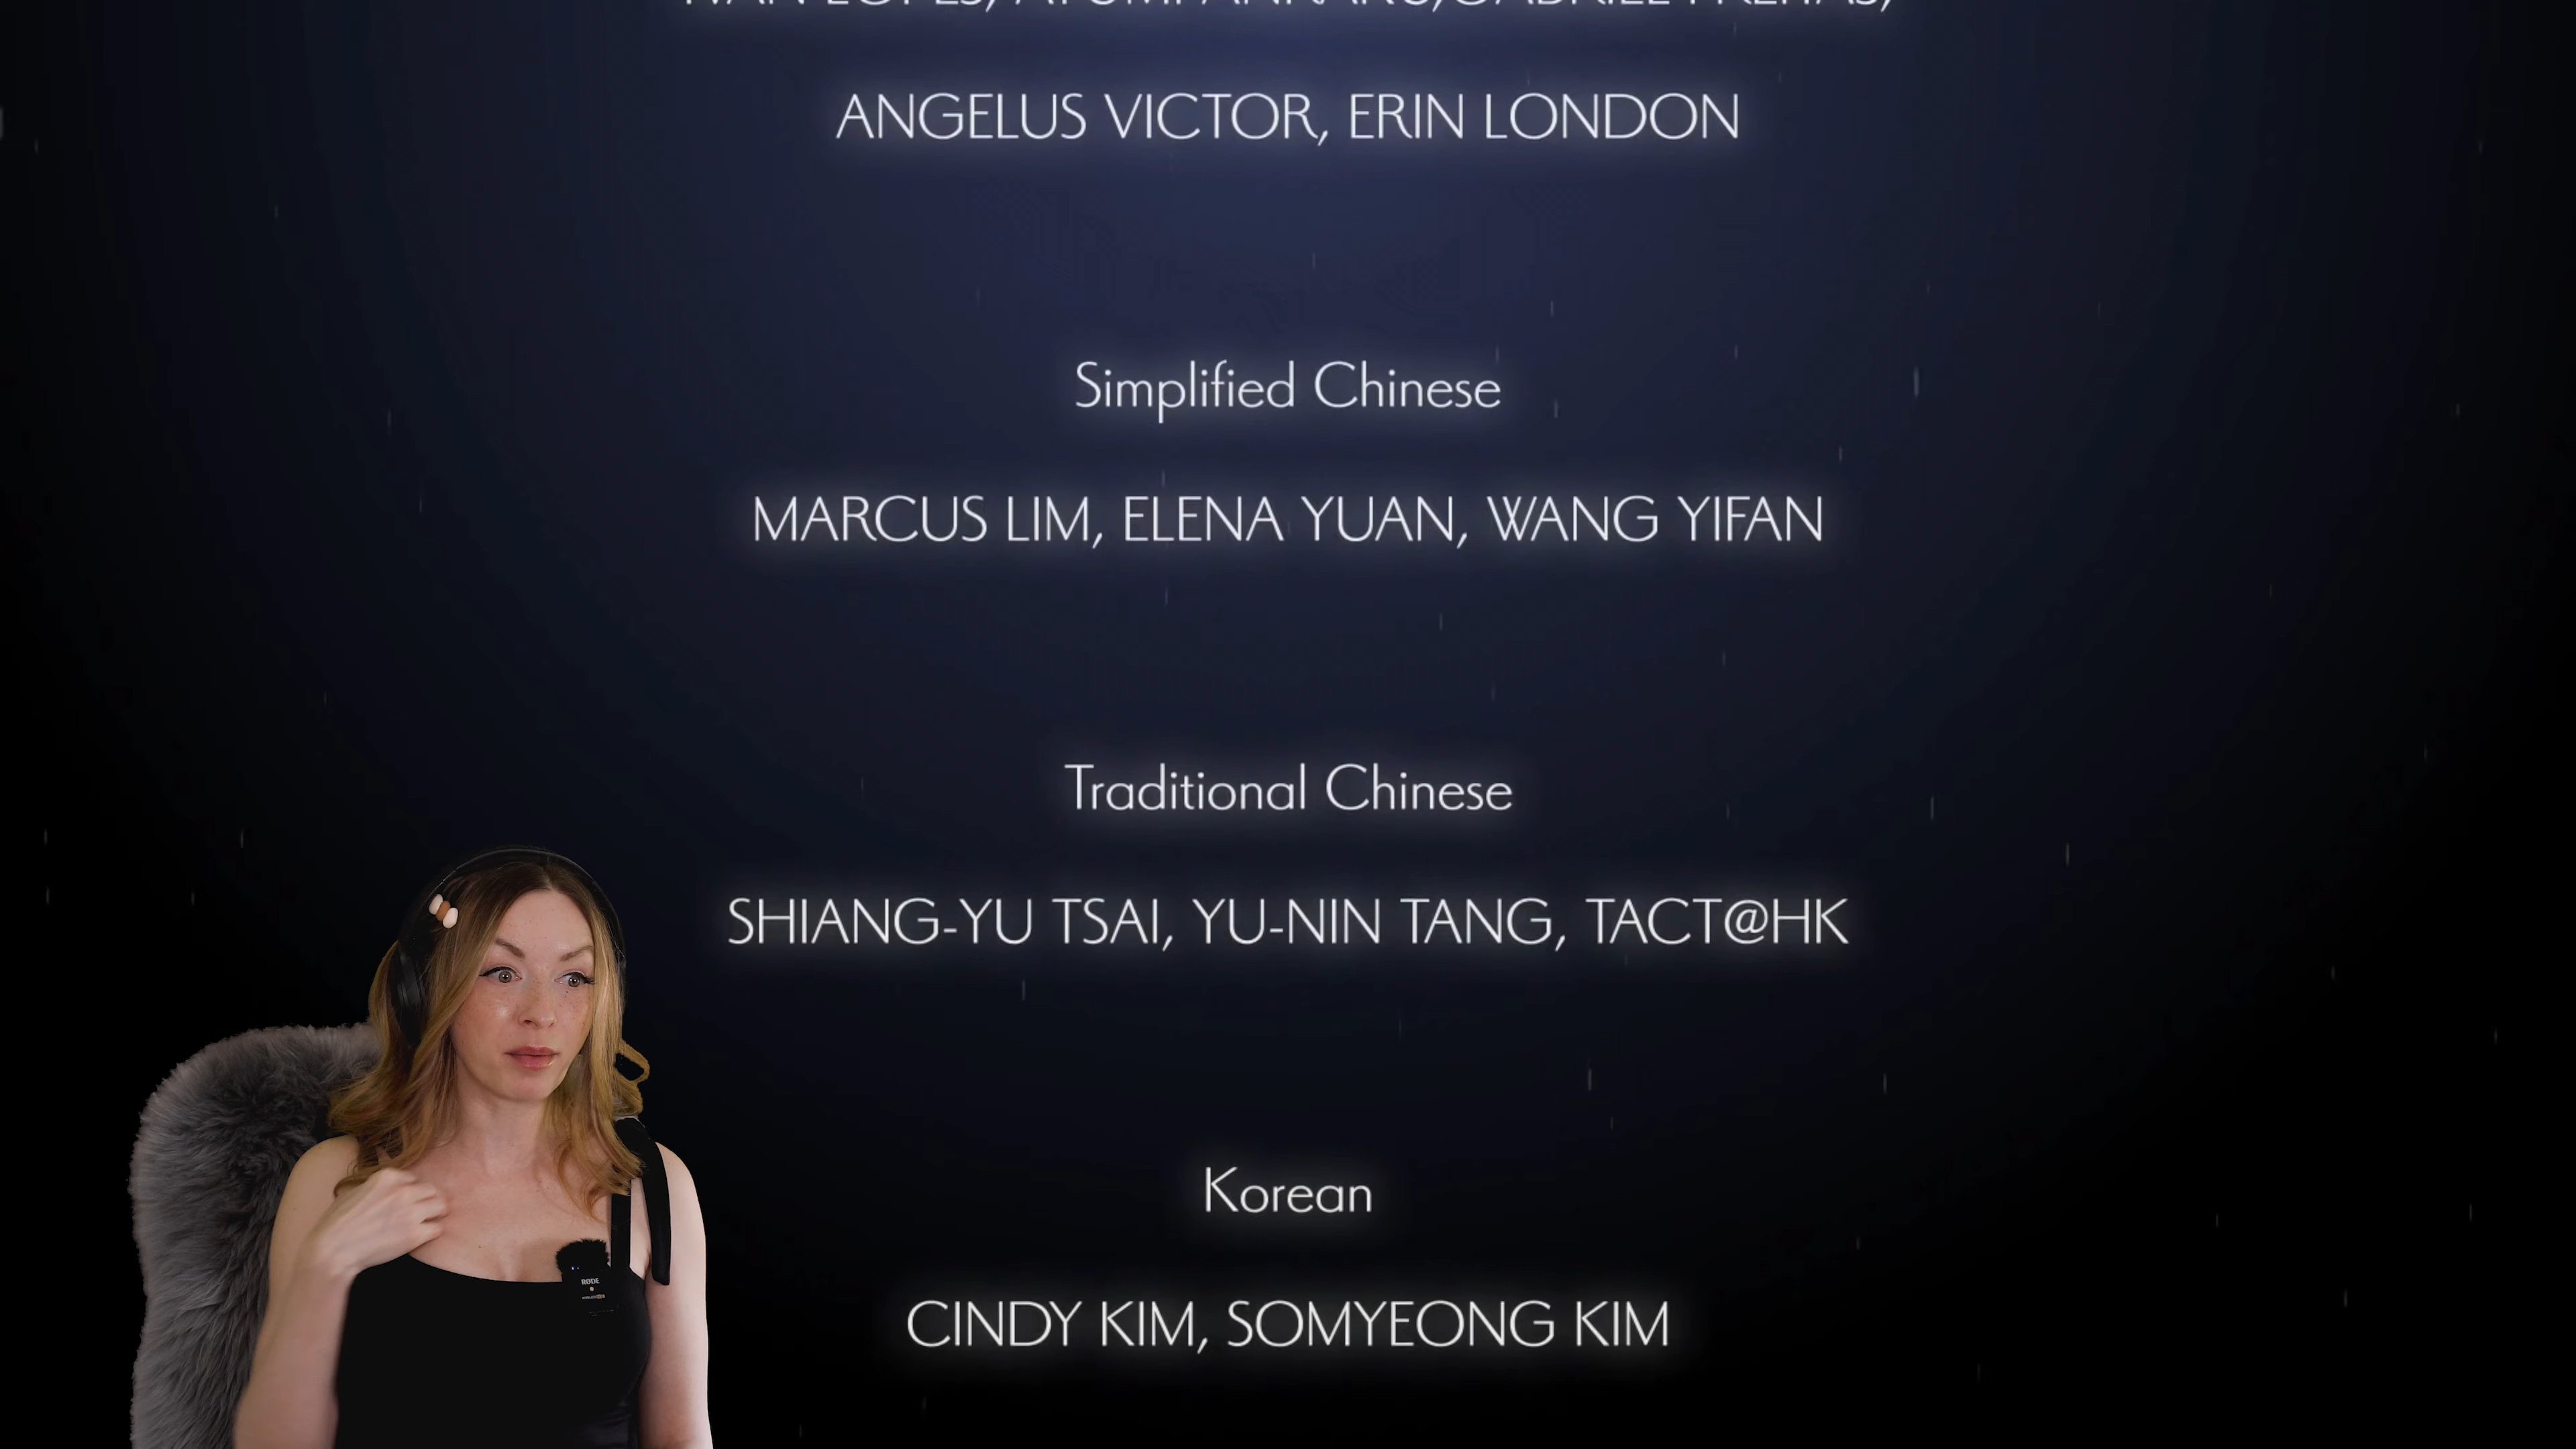 ANGELUS VICTOR, ERIN LONDON
Simplified Chinese
MARCUS LIM, ELENA YUAN, WANG YIFAN
Traditional Chinese
SHIANG-YU TSAI, YU-NIN TANG, TACT@HK
Korean
CINDY KIM, SOMYEONG KIM
RØDE